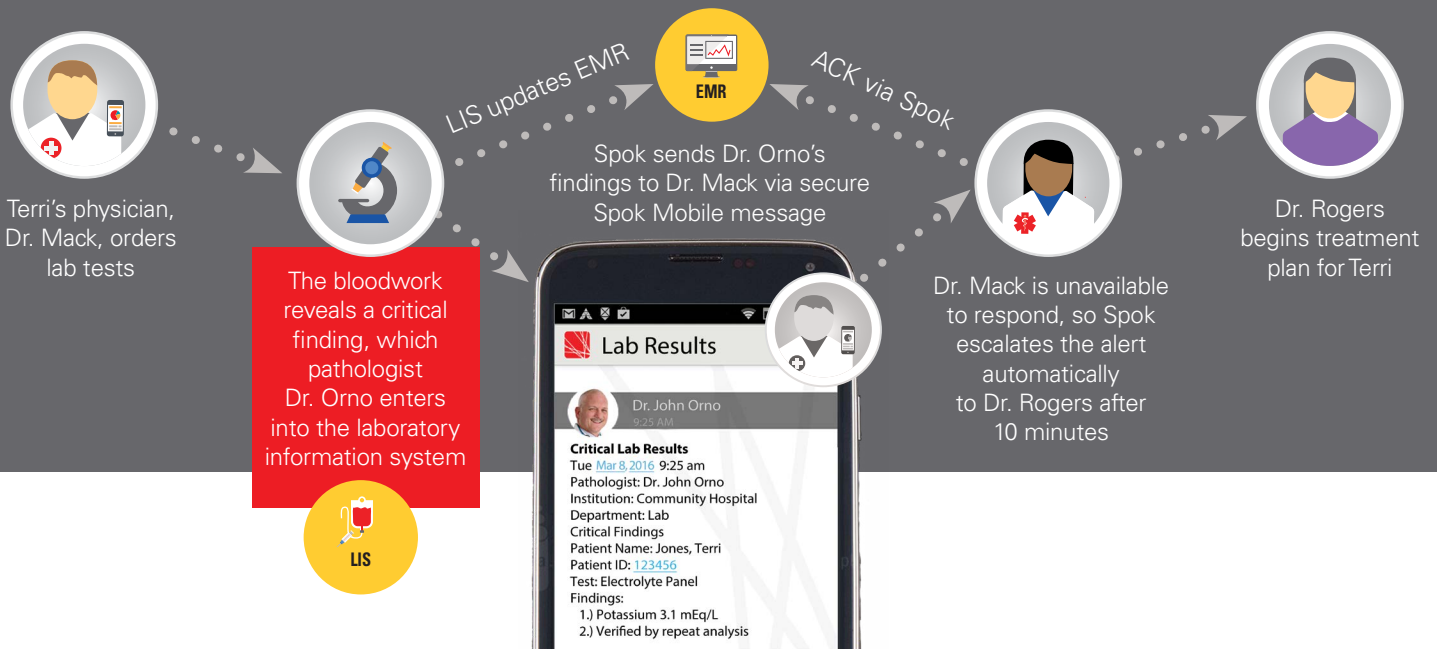 Terri's physician,
Dr. Mack, orders
lab tests
The bloodwork
reveals a critical
finding, which
pathologist
Dr. Orno enters
into the laboratory
information system
LIS
LIS updates EMR
EMR
ACK via Spok
Spok sends Dr. Orno's
findings to Dr. Mack via secure
Spok Mobile message
Lab Results
Dr. John Orno
9:25 AM
Critical Lab Results
Tue Mar 8, 2016 9:25 am
Pathologist: Dr. John Orno
Institution: Community Hospital
Department: Lab
Critical Findings
Patient Name: Jones, Terri
Patient ID: 123456
Test: Electrolyte Panel
Findings:
1.) Potassium 3.1 mEq/L
2.) Verified by repeat analysis
Dr. Mack is unavailable
to respond, so Spok
escalates the alert
automatically
to Dr. Rogers after
10 minutes
Dr. Rogers
begins treatment
plan for Terri